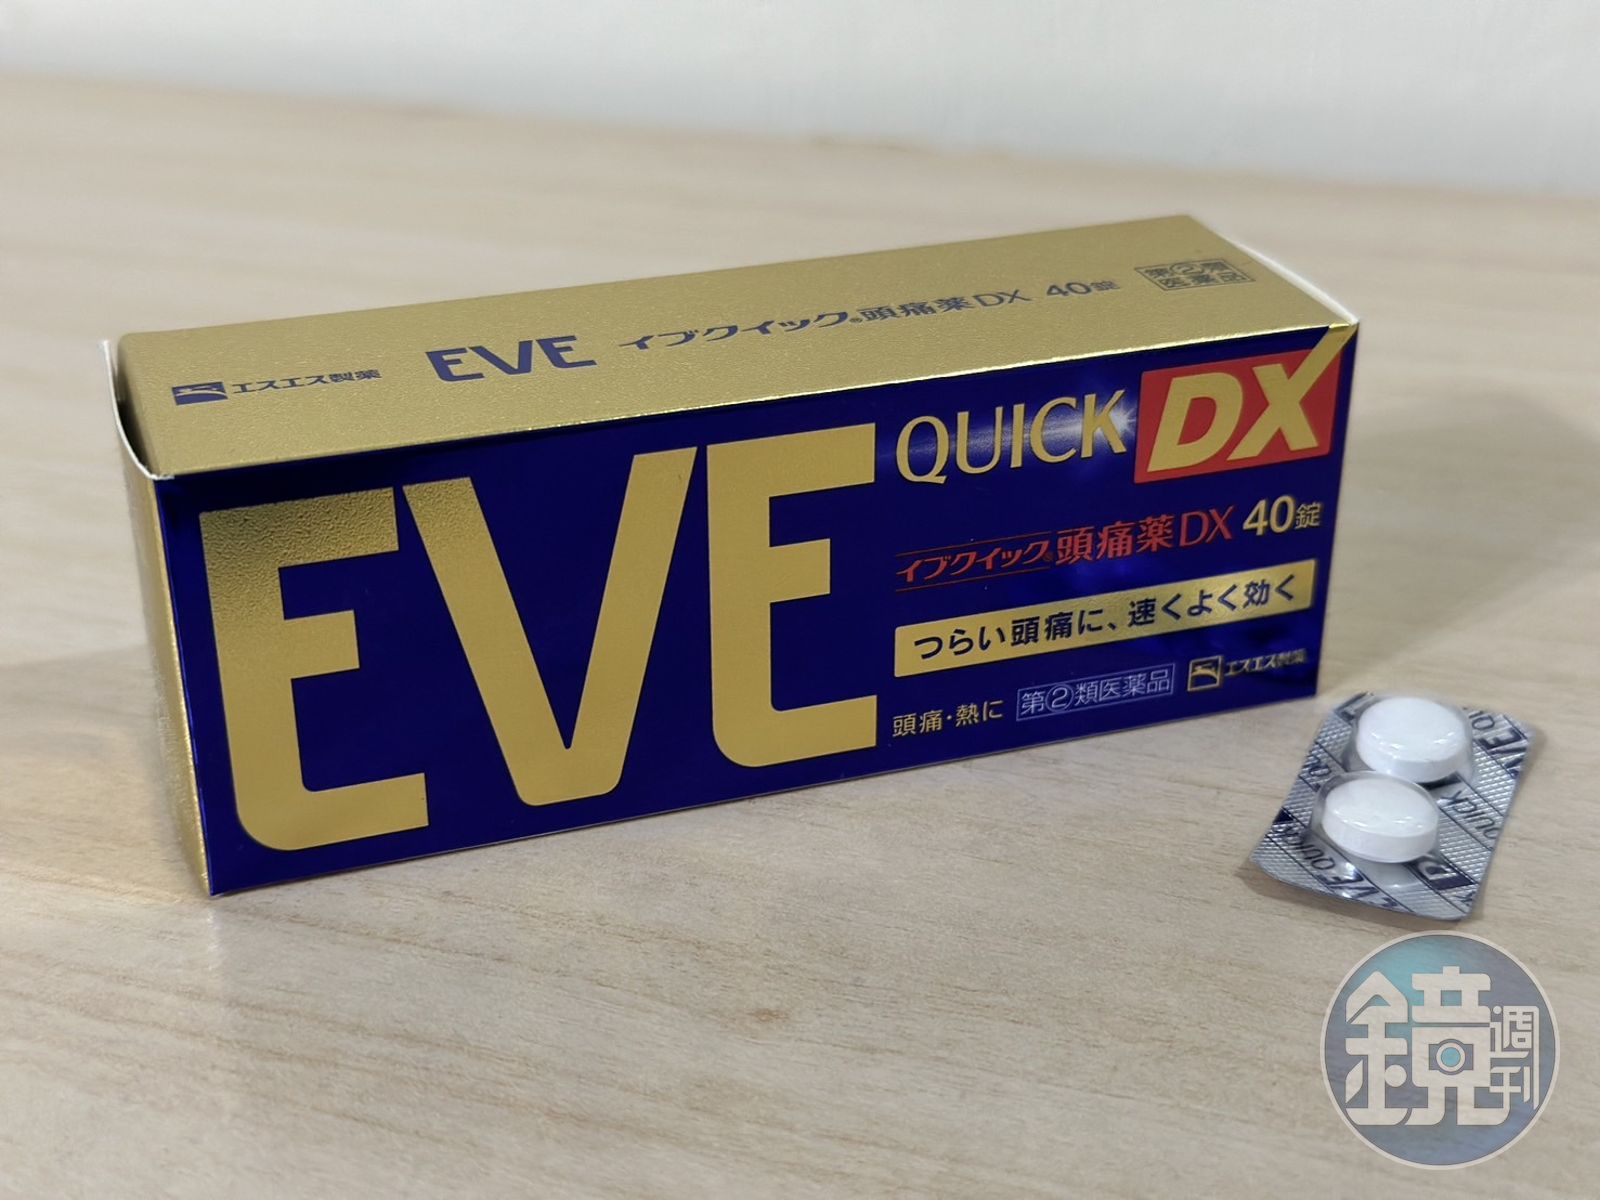 エスエス製薬 EVE イブクイック®頭痛薬DX 40錠 第②類医薬品
EVE QUICK DX
イブクイック®頭痛薬DX 40錠
つらい頭痛に、速くよく効く
頭痛・熱に 第②類医薬品 エスエス製薬
EVE QUICK
QUICK
鏡週刊